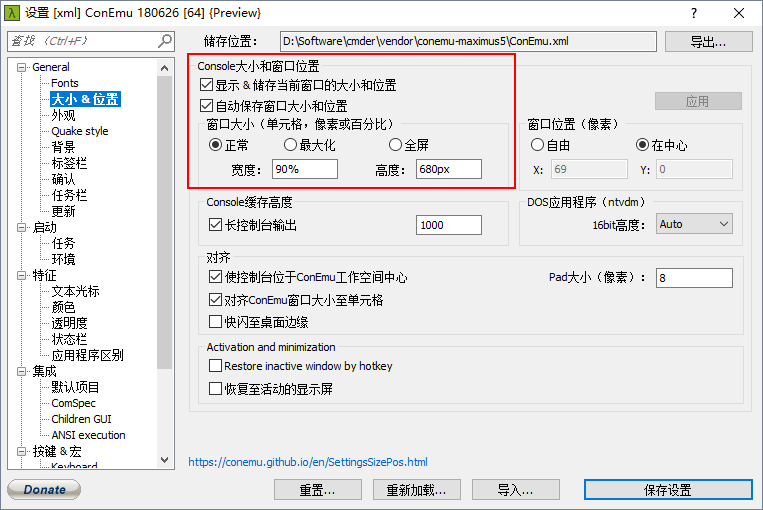 设置 [xml] ConEmu 180626 [64] {Preview}
查找 (Ctrl+F)
储存位置:
D:\Software\cmder\vendor\conemu-maximus5\ConEmu.xml
导出...
General
Fonts
大小 & 位置
外观
Quake style
背景
标签栏
确认
任务栏
更新
启动
任务
环境
特征
文本光标
颜色
透明度
状态栏
应用程序区别
集成
默认项目
ComSpec
Children GUI
ANSI execution
按键 & 宏
Keyboard
Console大小和窗口位置
显示 & 储存当前窗口的大小和位置
自动保存窗口大小和位置
应用
窗口大小（单元格，像素或百分比）
正常 最大化 全屏
宽度: 90% 高度: 680px
窗口位置（像素）
自由 在中心
X: 69 Y: 0
Console缓存高度
长控制台输出 1000
DOS应用程序（ntvdm）
16bit高度: Auto
对齐
使控制台位于ConEmu工作空间中心
Pad大小（像素）: 8
对齐ConEmu窗口大小至单元格
快闪至桌面边缘
Activation and minimization
Restore inactive window by hotkey
恢复至活动的显示屏
https://conemu.github.io/en/SettingsSizePos.html
Donate
重置...
重新加载...
导入...
保存设置